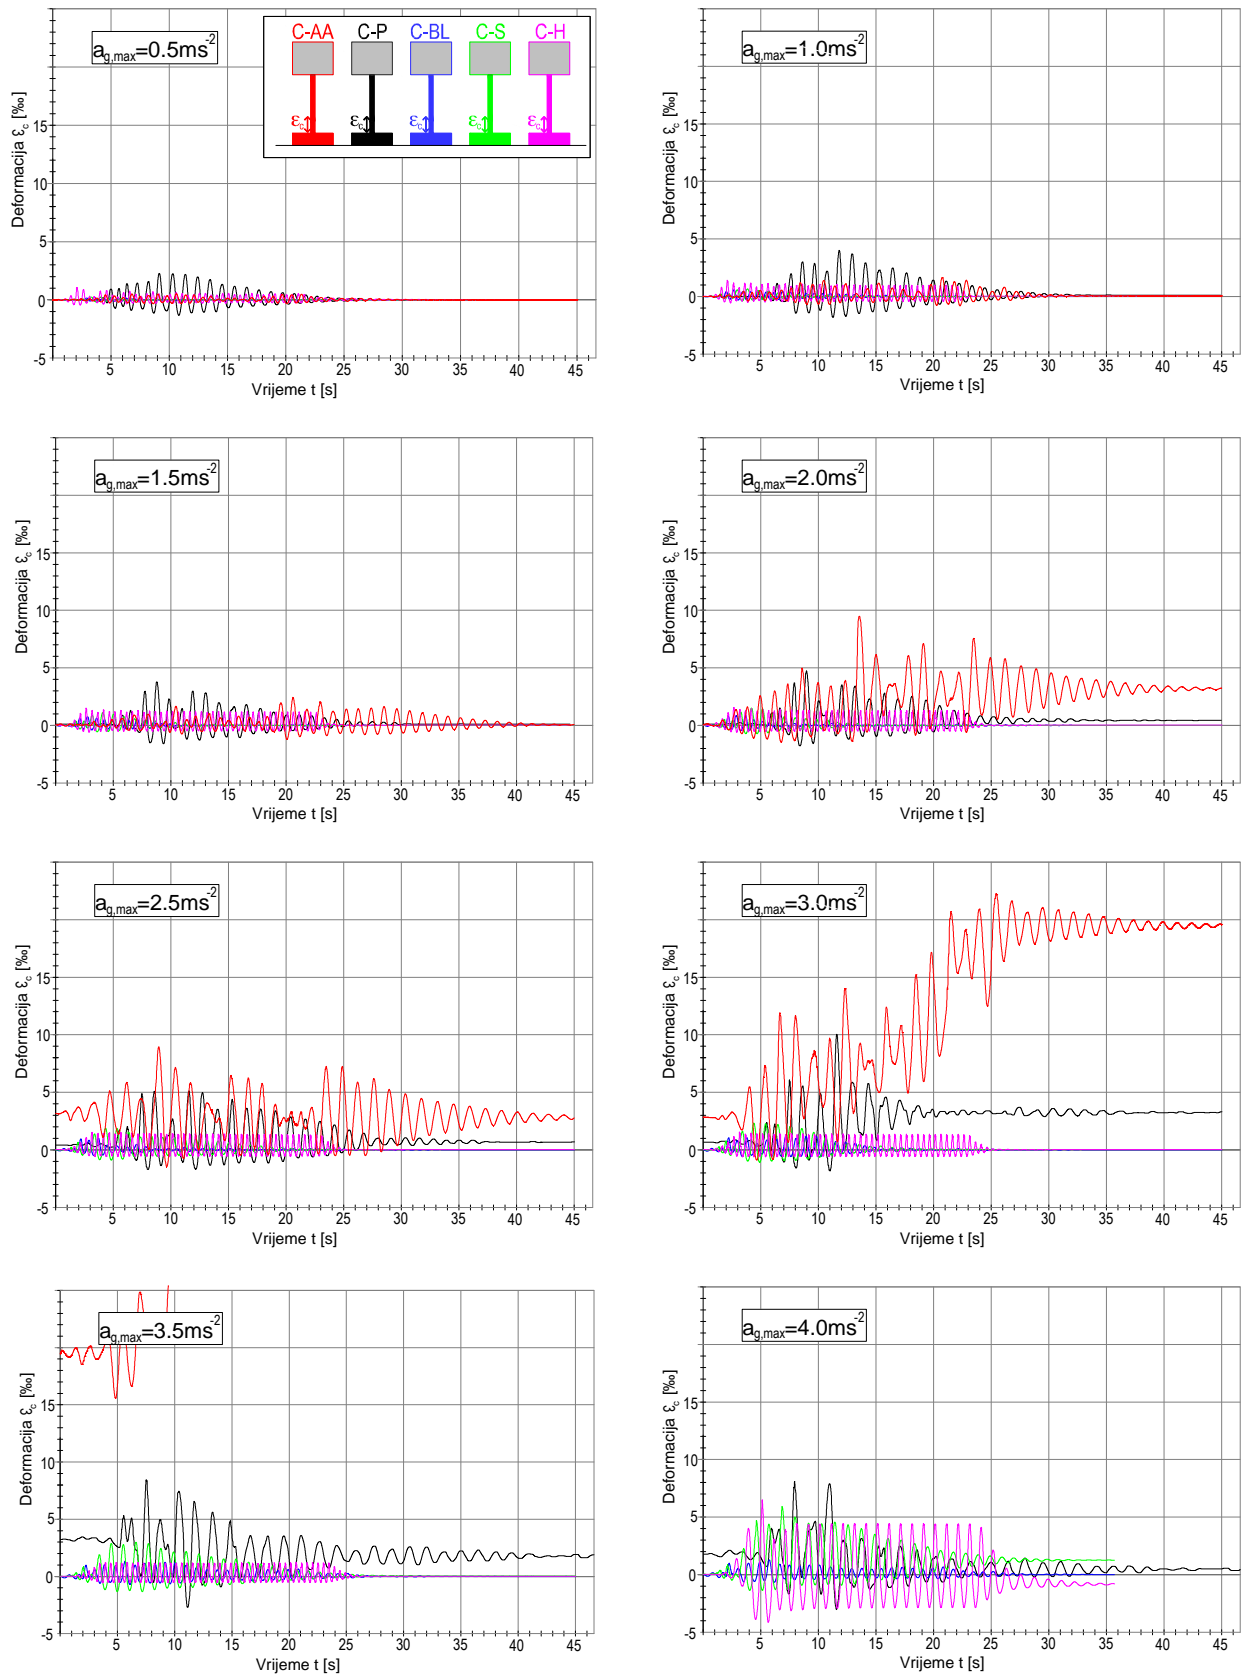 C-AA C-P C-BL C-S C-H
a_g,max=0.5ms^-2
ε_c ε_c ε_c ε_c ε_c
Deformacija ε_c [‰]
15
10
5
0
-5
5 10 15 20 25 30 35 40 45
Vrijeme t [s]
a_g,max=1.0ms^-2
Deformacija ε_c [‰]
15
10
5
0
-5
5 10 15 20 25 30 35 40 45
Vrijeme t [s]
a_g,max=1.5ms^-2
Deformacija ε_c [‰]
15
10
5
0
-5
5 10 15 20 25 30 35 40 45
Vrijeme t [s]
a_g,max=2.0ms^-2
Deformacija ε_c [‰]
15
10
5
0
-5
5 10 15 20 25 30 35 40 45
Vrijeme t [s]
a_g,max=2.5ms^-2
Deformacija ε_c [‰]
15
10
5
0
-5
5 10 15 20 25 30 35 40 45
Vrijeme t [s]
a_g,max=3.0ms^-2
Deformacija ε_c [‰]
15
10
5
0
-5
5 10 15 20 25 30 35 40 45
Vrijeme t [s]
a_g,max=3.5ms^-2
Deformacija ε_c [‰]
15
10
5
0
-5
5 10 15 20 25 30 35 40 45
Vrijeme t [s]
a_g,max=4.0ms^-2
Deformacija ε_c [‰]
15
10
5
0
-5
5 10 15 20 25 30 35 40 45
Vrijeme t [s]